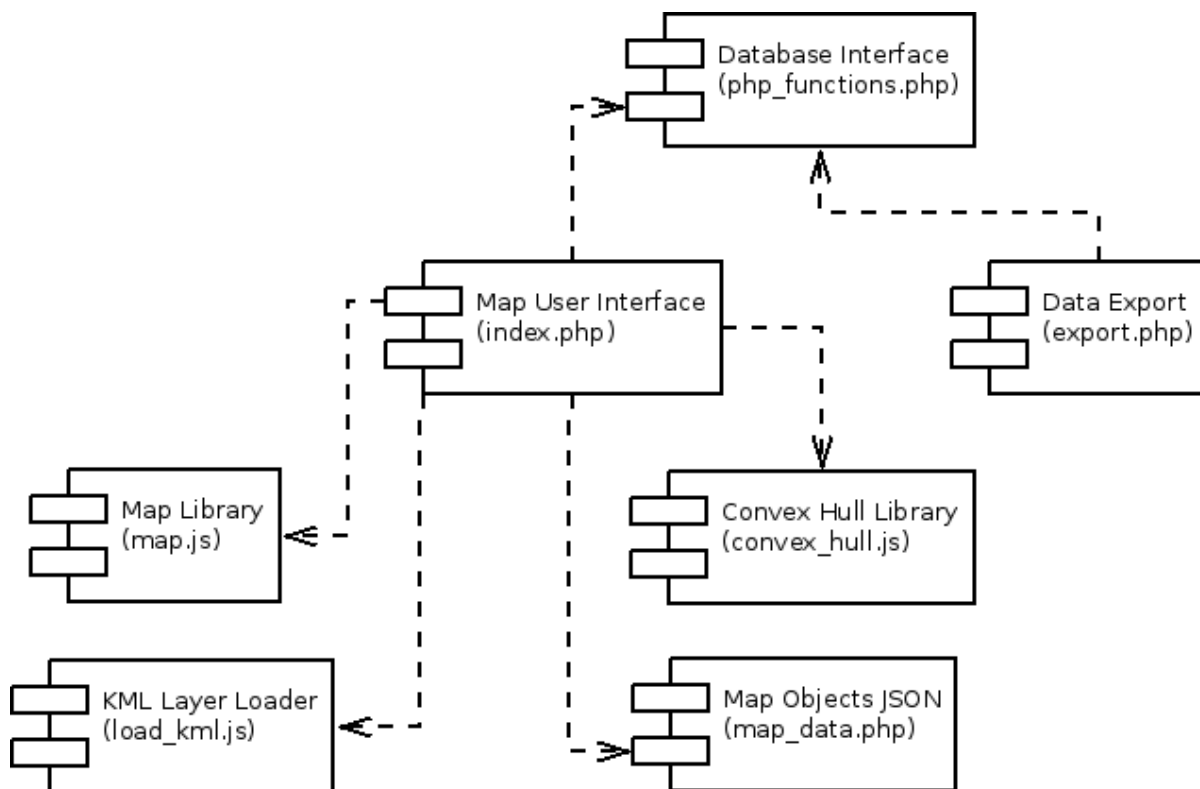 Database Interface
(php_functions.php)
Map User Interface
(index.php)
Data Export
(export.php)
Map Library
(map.js)
Convex Hull Library
(convex_hull.js)
KML Layer Loader
(load_kml.js)
Map Objects JSON
(map_data.php)